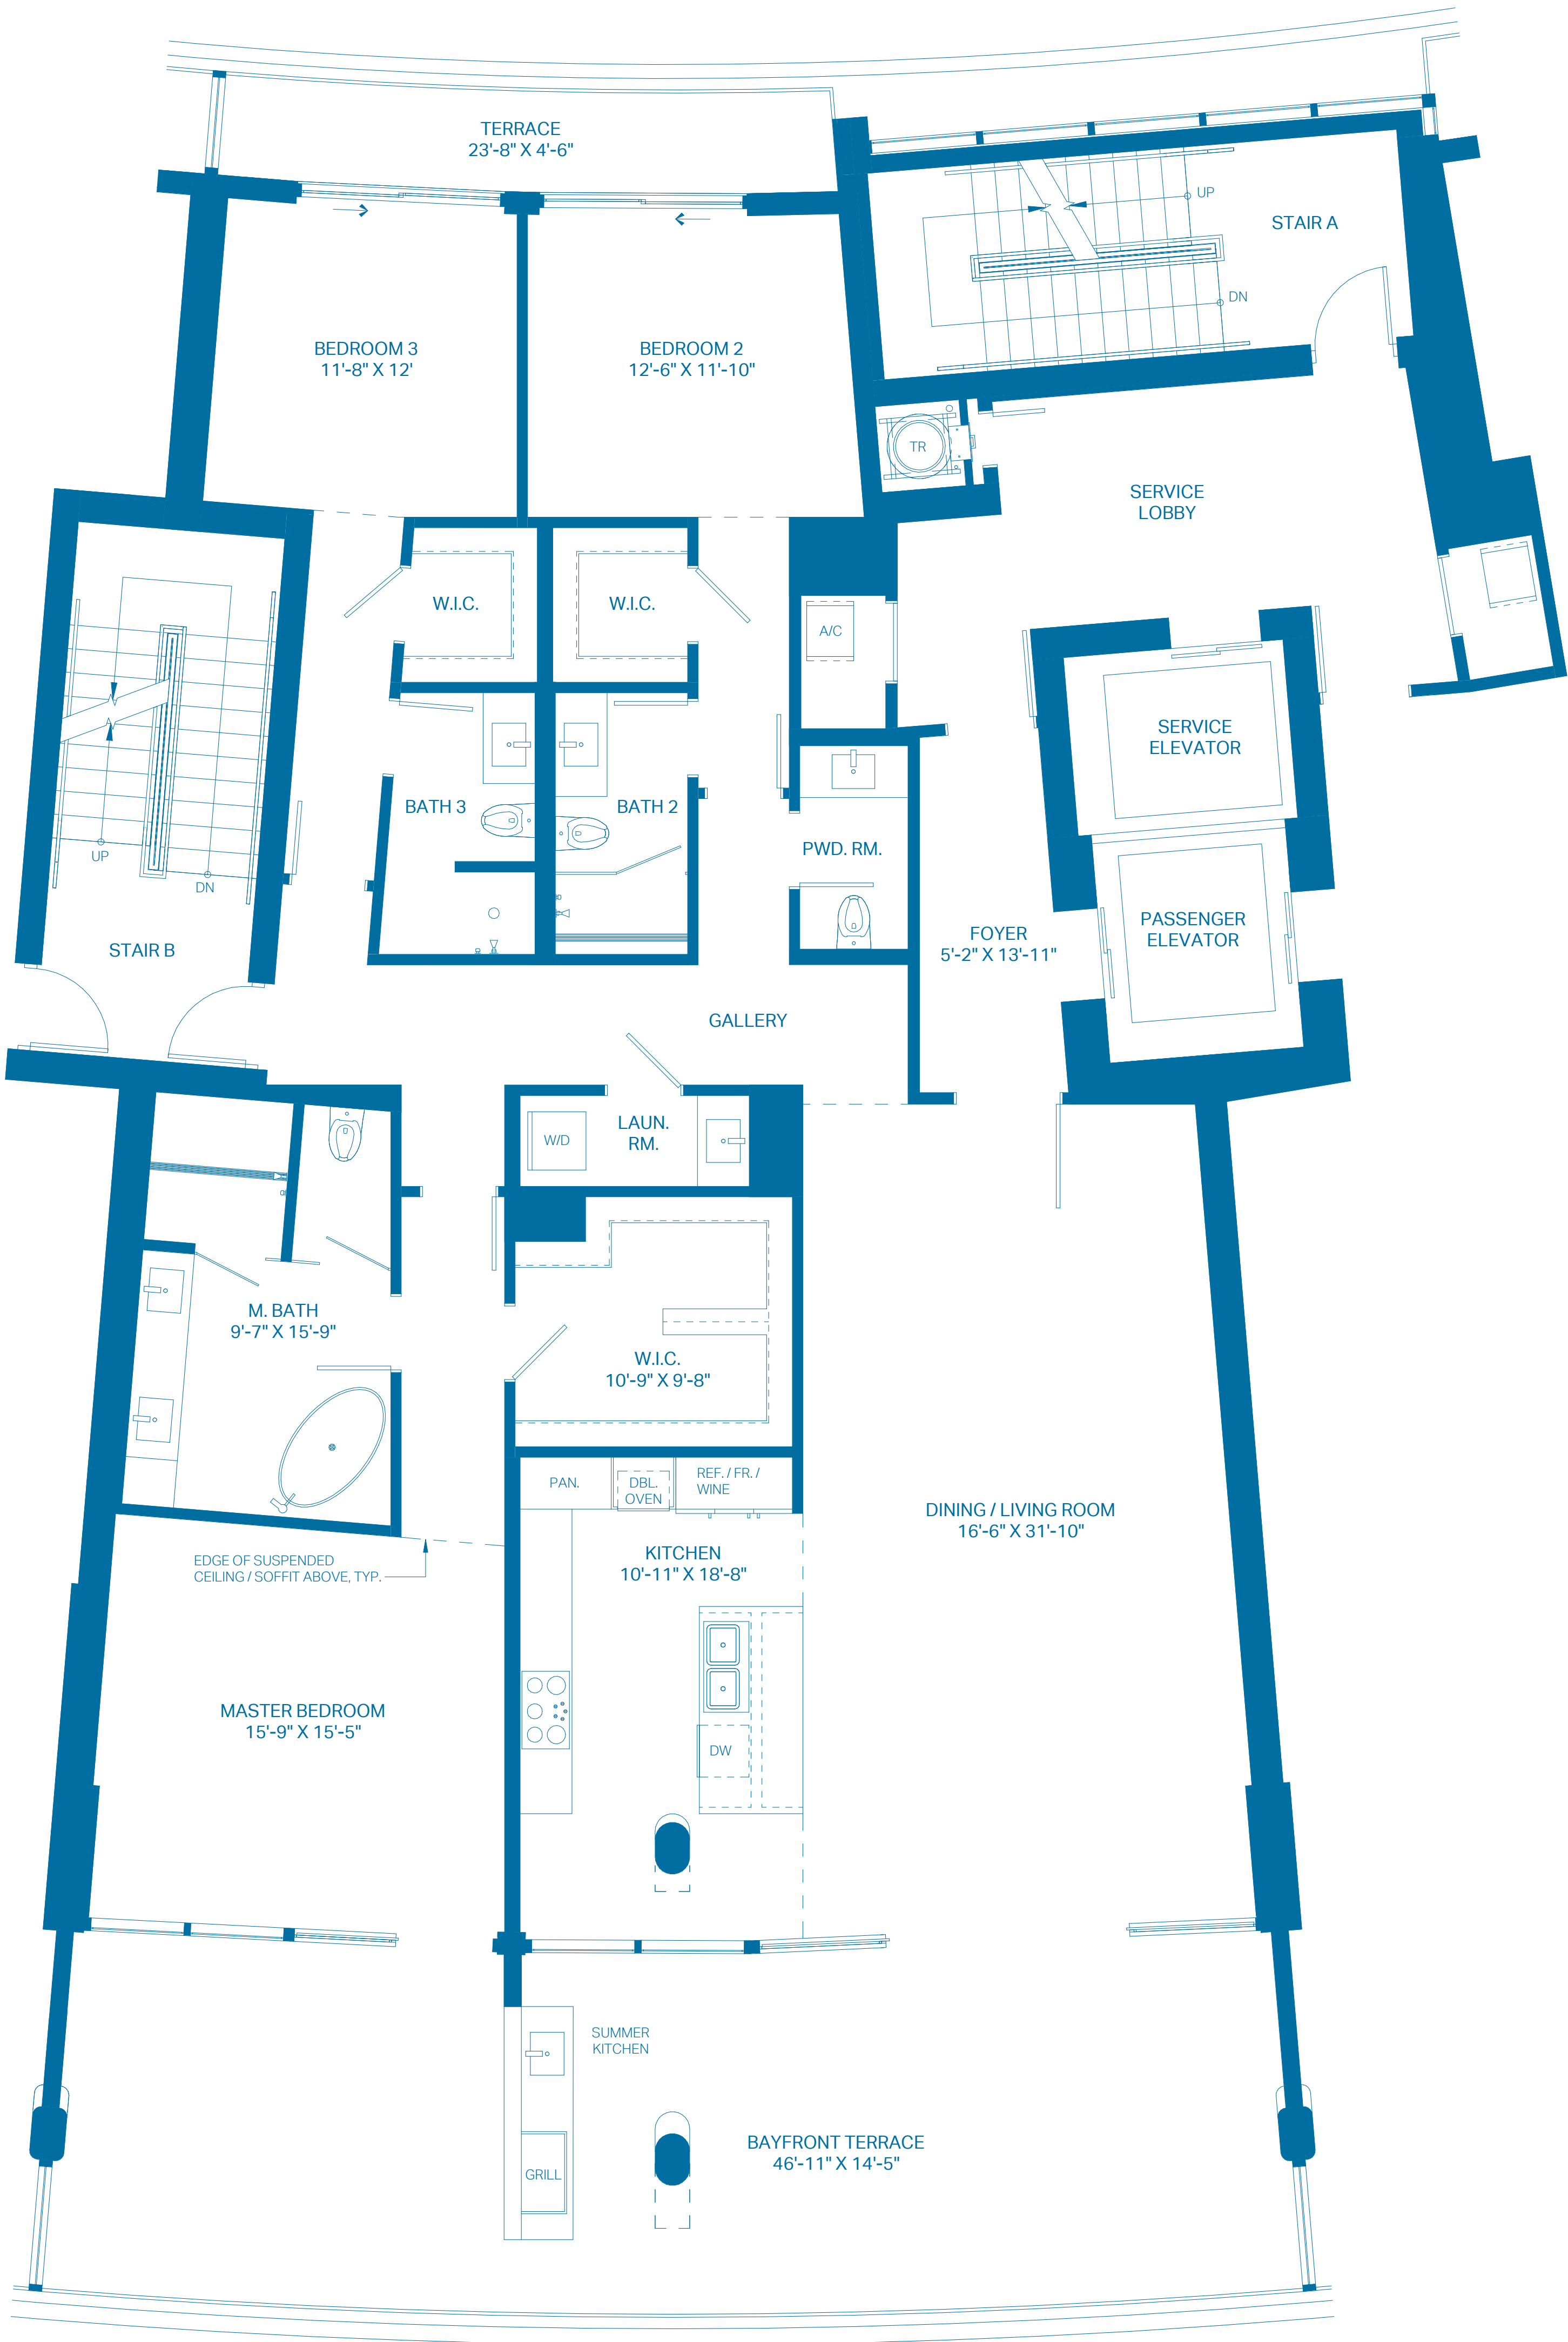 TERRACE
23'-8" X 4'-6"
UP
STAIR A
DN
BEDROOM 3
11'-8" X 12'
BEDROOM 2
12'-6" X 11'-10"
TR
SERVICE
LOBBY
W.I.C.
W.I.C.
A/C
SERVICE
ELEVATOR
BATH 3
BATH 2
UP
DN
PWD. RM.
STAIR B
FOYER
5'-2" X 13'-11"
PASSENGER
ELEVATOR
GALLERY
W/D
LAUN.
RM.
M. BATH
9'-7" X 15'-9"
W.I.C.
10'-9" X 9'-8"
PAN.
DBL.
OVEN
REF. / FR. /
WINE
DINING / LIVING ROOM
16'-6" X 31'-10"
KITCHEN
10'-11" X 18'-8"
EDGE OF SUSPENDED
CEILING / SOFFIT ABOVE, TYP.
MASTER BEDROOM
15'-9" X 15'-5"
DW
SUMMER
KITCHEN
GRILL
BAYFRONT TERRACE
46'-11" X 14'-5"